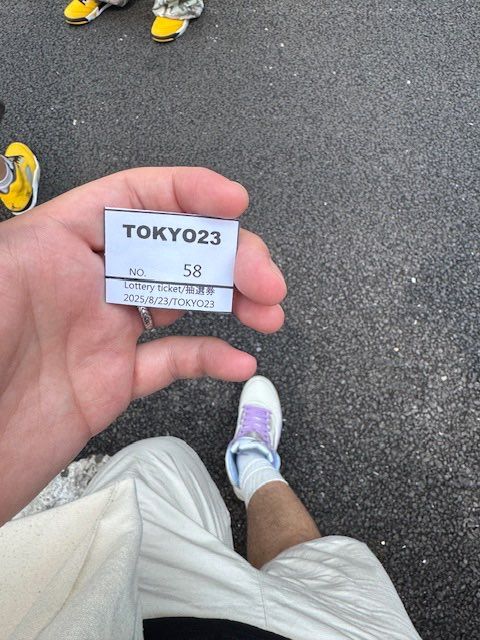 TOKYO23
NO. 58
Lottery ticket/抽選券
2025/8/23/TOKYO23